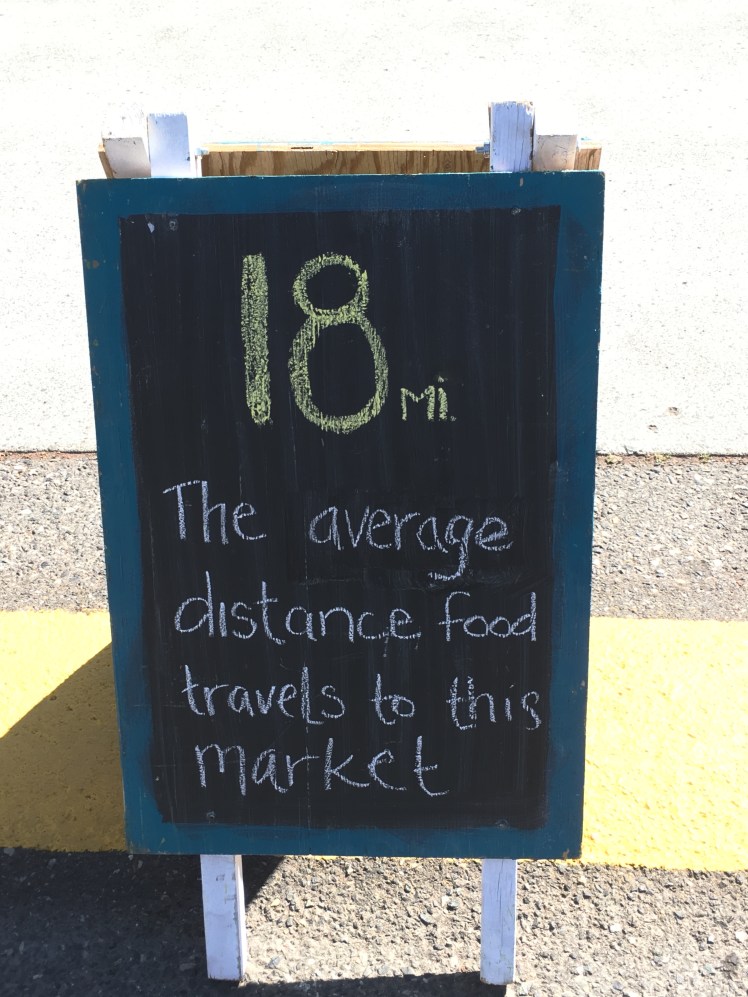 18 Mi.
The average
distance food
travels to this
market